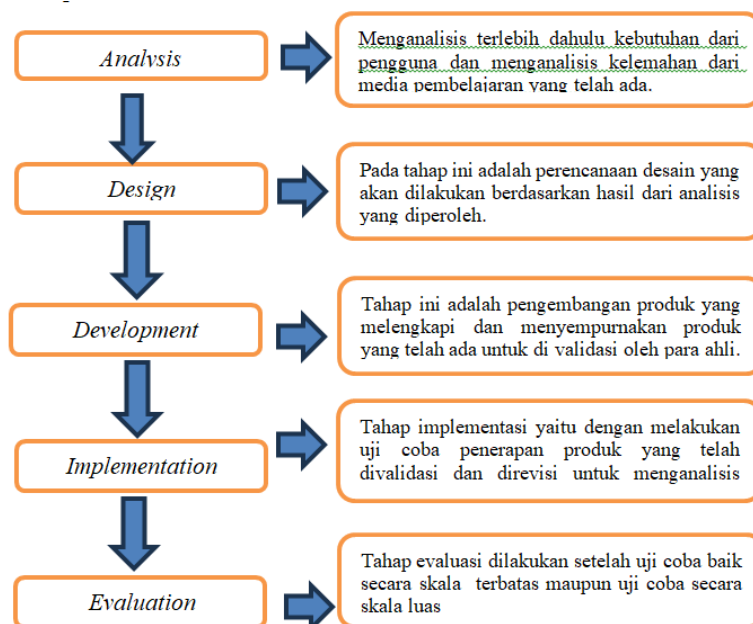 Analysis
Menganalisis terlebih dahulu kebutuhan dari
pengguna dan menganalisis kelemahan dari
media pembelajaran yang telah ada.
Design
Pada tahap ini adalah perencanaan desain yang
akan dilakukan berdasarkan hasil dari analisis
yang diperoleh.
Development
Tahap ini adalah pengembangan produk yang
melengkapi dan menyempurnakan produk
yang telah ada untuk di validasi oleh para ahli.
Implementation
Tahap implementasi yaitu dengan melakukan
uji coba penerapan produk yang telah
divalidasi dan direvisi untuk menganalisis
Evaluation
Tahap evaluasi dilakukan setelah uji coba baik
secara skala terbatas maupun uji coba secara
skala luas